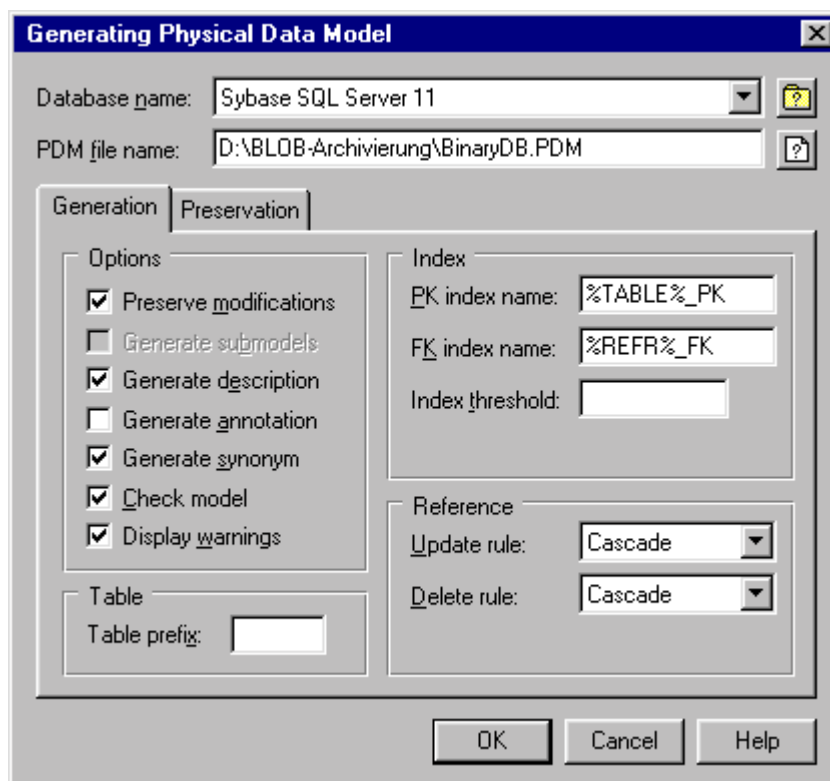 Generating Physical Data Model
Database name: Sybase SQL Server 11
PDM file name: D:\BLOB-Archivierung\BinaryDB.PDM
Generation Preservation
Options
Preserve modifications
Generate submodels
Generate description
Generate annotation
Generate synonym
Check model
Display warnings
Table
Table prefix:
Index
PK index name: %TABLE%_PK
FK index name: %REFR%_FK
Index threshold:
Reference
Update rule: Cascade
Delete rule: Cascade
OK Cancel Help